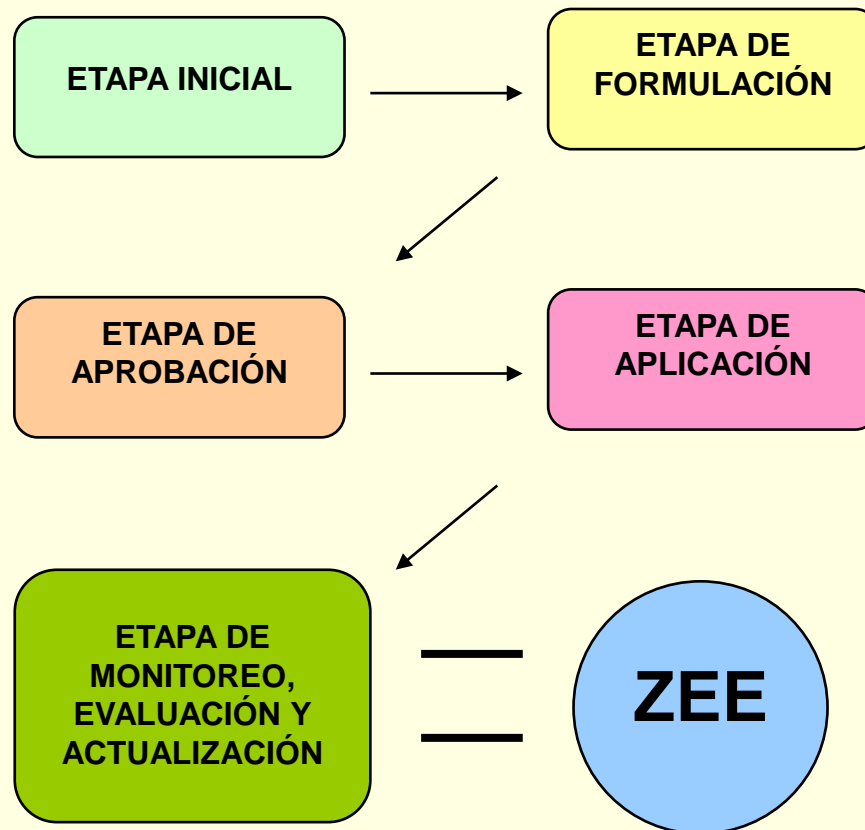 ETAPA INICIAL
ETAPA DE
FORMULACIÓN
ETAPA DE
APROBACIÓN
ETAPA DE
APLICACIÓN
ETAPA DE
MONITOREO,
EVALUACIÓN Y
ACTUALIZACIÓN
ZEE